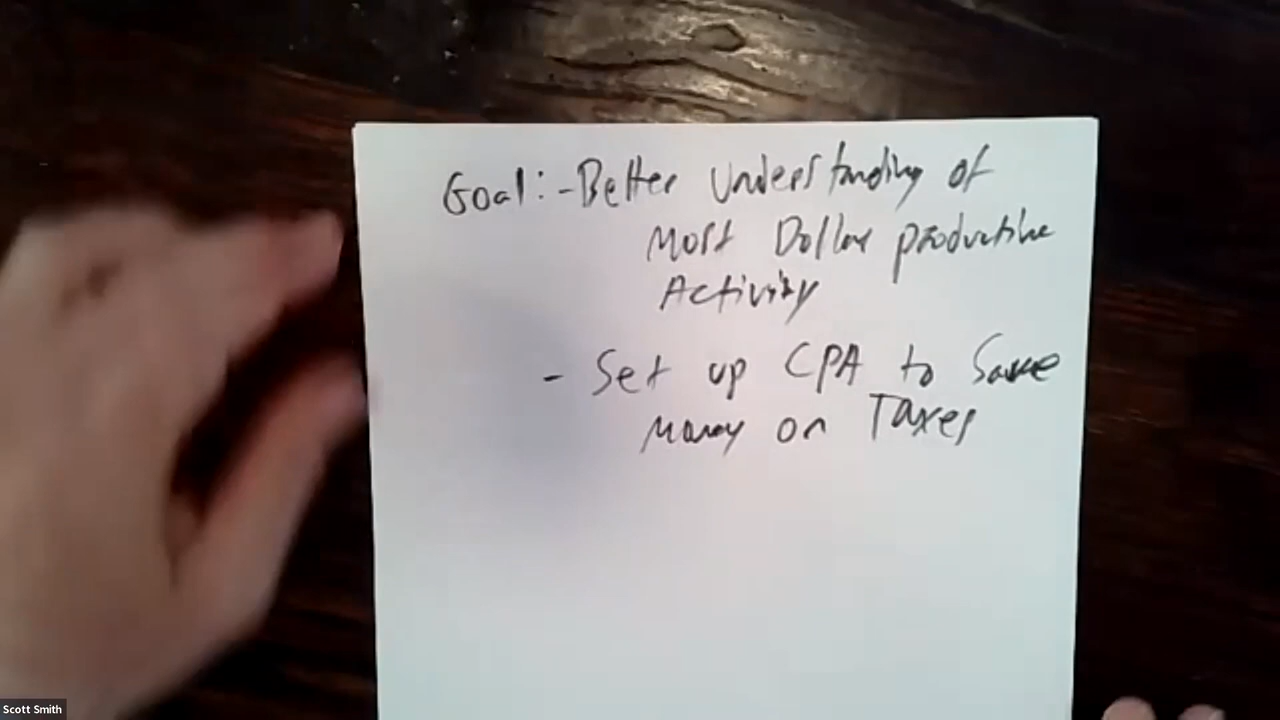 Goal: - Better Understanding of
Most Dollar productive
Activity
- Set up CPA to Save
Money on Taxes
Scott Smith